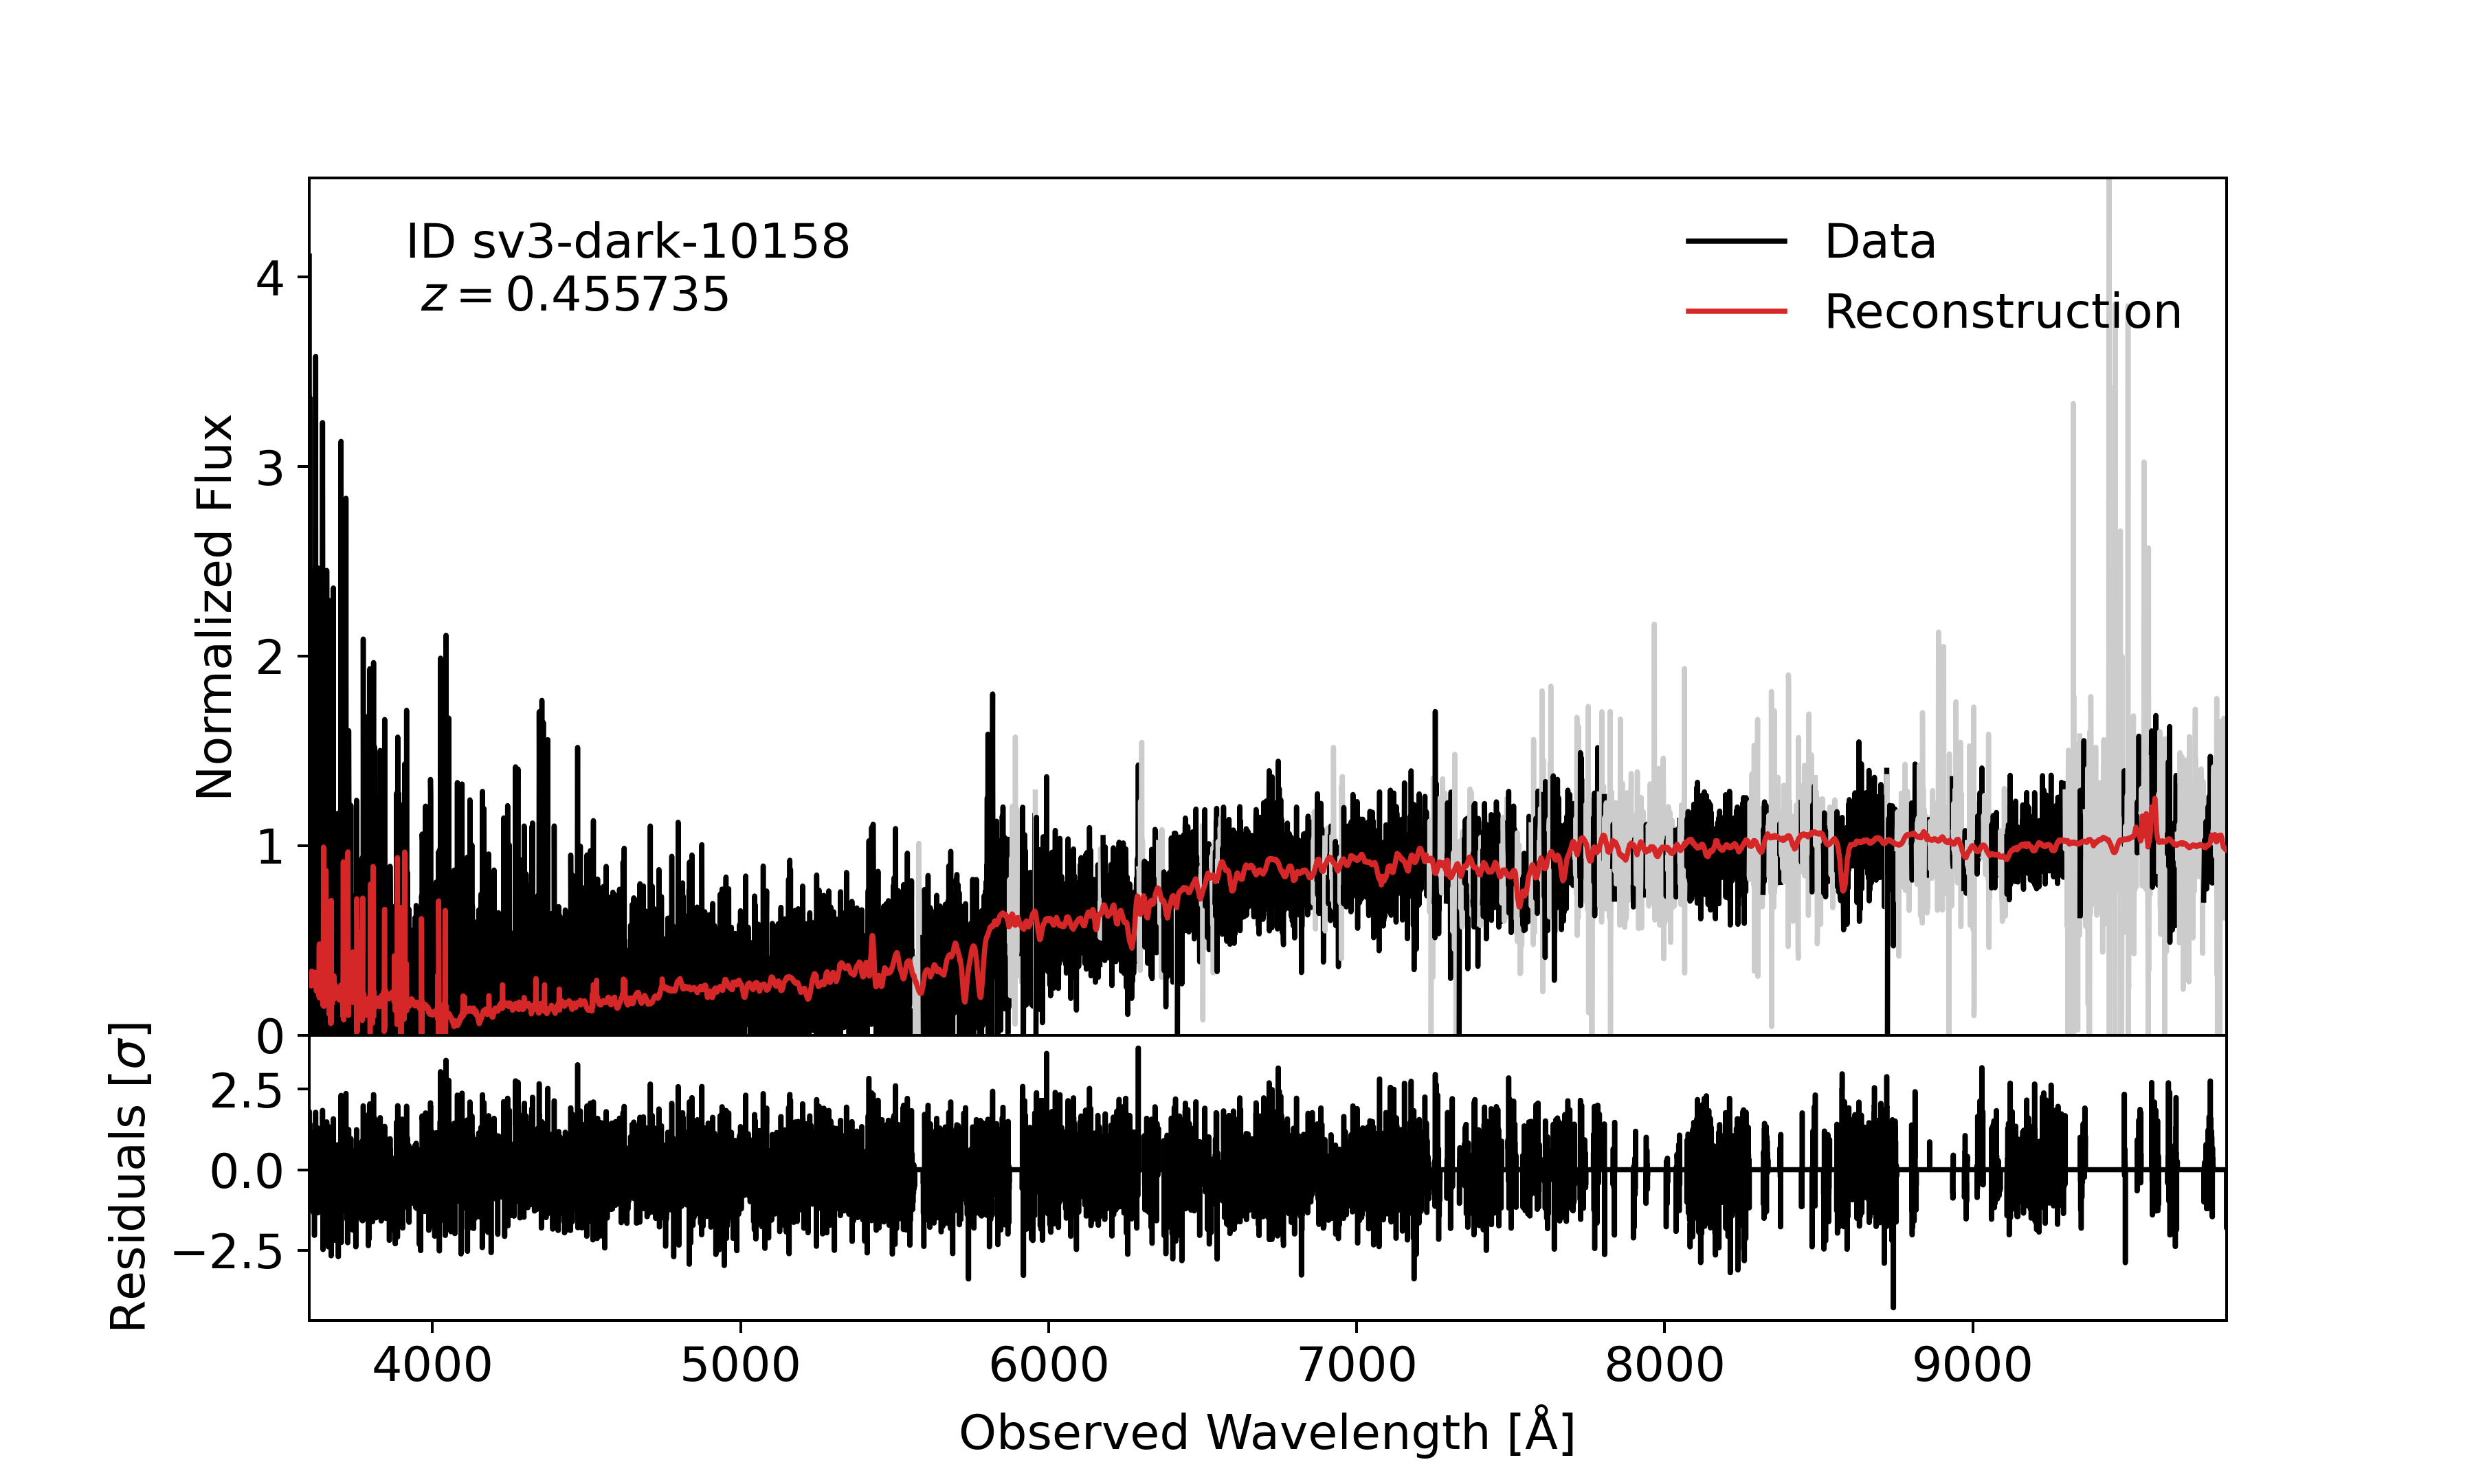 ID sv3-dark-10158
z = 0.455735
Data
Reconstruction
Normalized Flux
4
3
2
1
0
Residuals [σ]
2.5
0.0
−2.5
4000 5000 6000 7000 8000 9000
Observed Wavelength [Å]